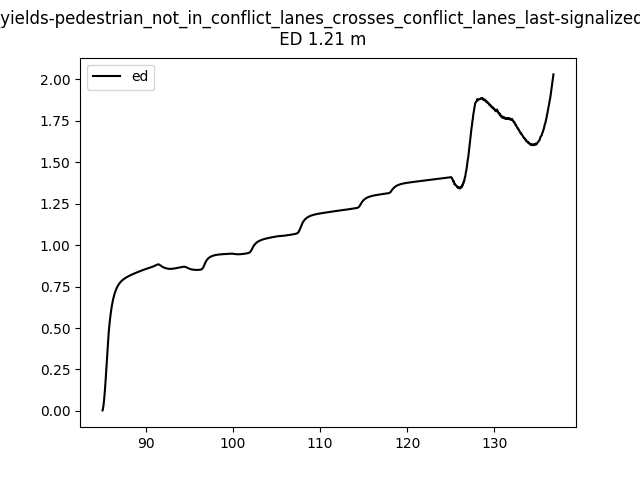 yields-pedestrian_not_in_conflict_lanes_crosses_conflict_lanes_last-signalized
ED 1.21 m
ed
2.00
1.75
1.50
1.25
1.00
0.75
0.50
0.25
0.00
90 100 110 120 130